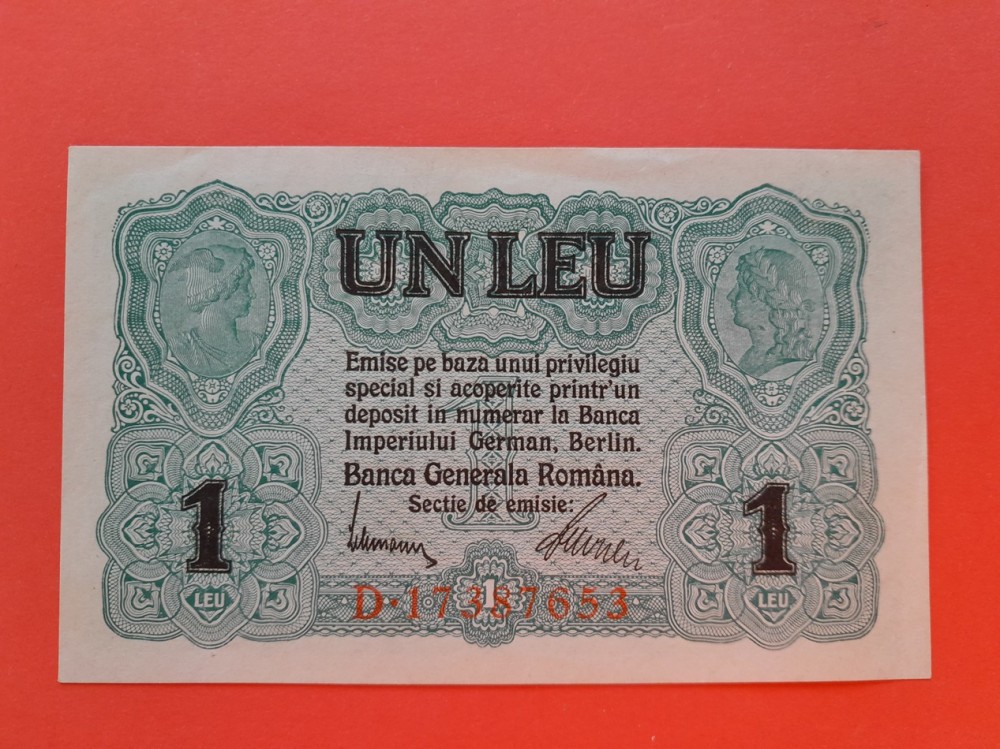 UN LEU
Emise pe baza unui privilegiu
special si acoperite printr'un
deposit in numerar la Banca
Imperiului German, Berlin.
Banca Generala Româna.
Sectie de emisie:
1
1
LEU
1
LEU
D·17387653